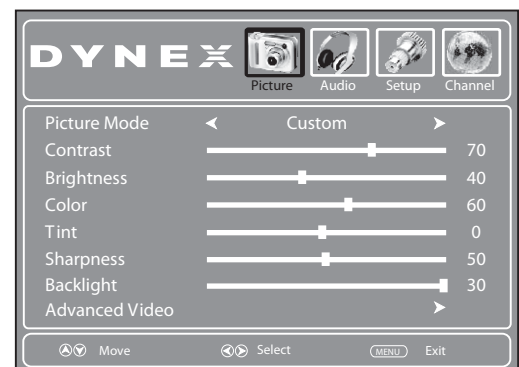 DYNEX
Picture Audio Setup Channel
Picture Mode Custom
Contrast 70
Brightness 40
Color 60
Tint 0
Sharpness 50
Backlight 30
Advanced Video
Move Select MENU Exit